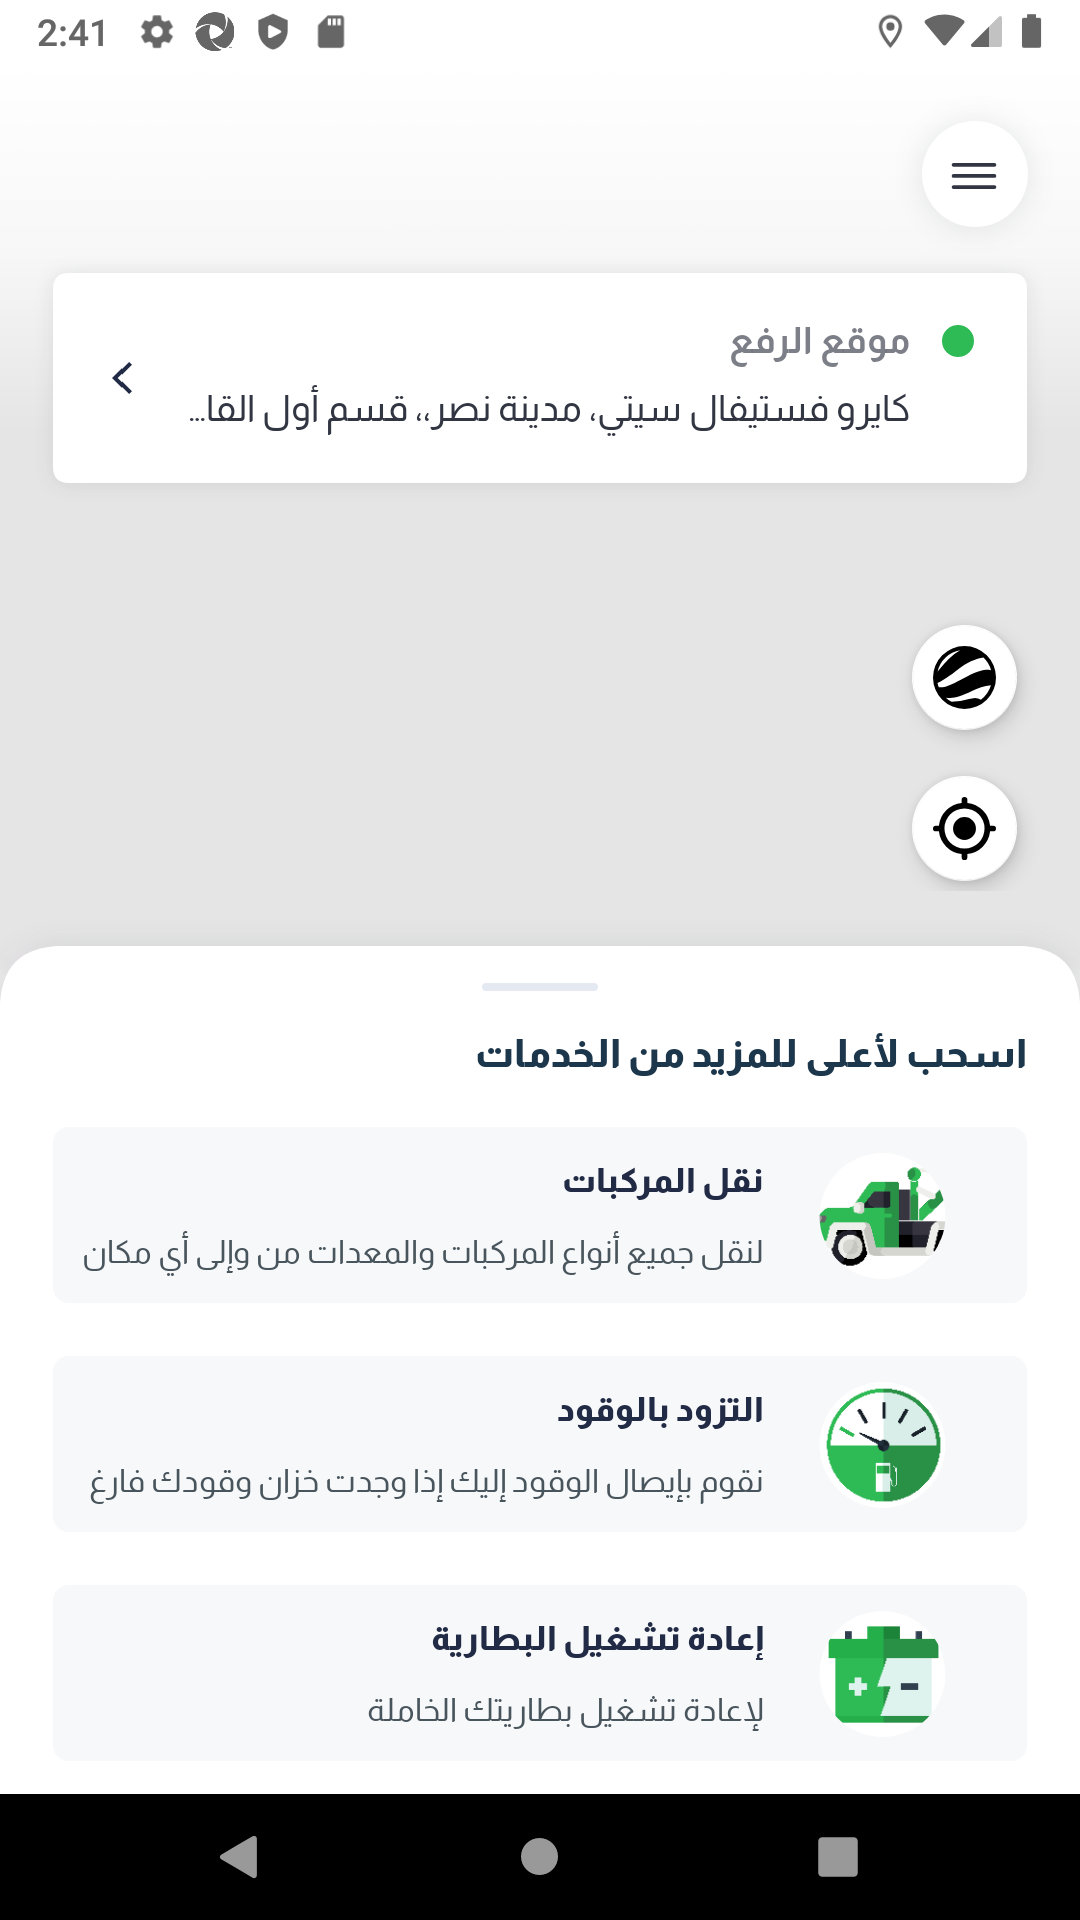 2:41
موقع الرفع
كايرو فستيفال سيتي، مدينة نصر،، قسم أول القا...
اسحب لأعلى للمزيد من الخدمات
نقل المركبات
لنقل جميع أنواع المركبات والمعدات من وإلى أي مكان
التزود بالوقود
نقوم بإيصال الوقود إليك إذا وجدت خزان وقودك فارغ
إعادة تشغيل البطارية
لإعادة تشغيل بطاريتك الخاملة